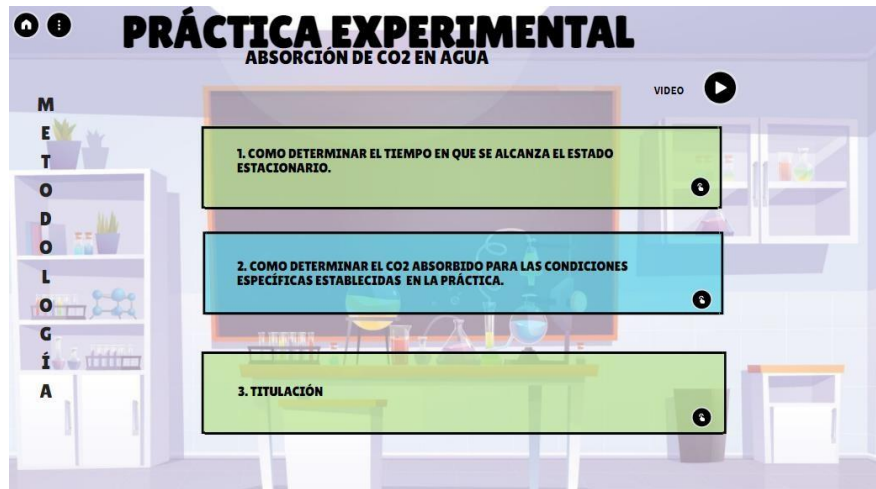 PRÁCTICA EXPERIMENTAL
ABSORCIÓN DE CO2 EN AGUA
VIDEO
METODOLOGÍA
1. COMO DETERMINAR EL TIEMPO EN QUE SE ALCANZA EL ESTADO
ESTACIONARIO.
2. COMO DETERMINAR EL CO2 ABSORBIDO PARA LAS CONDICIONES
ESPECÍFICAS ESTABLECIDAS EN LA PRÁCTICA.
3. TITULACIÓN